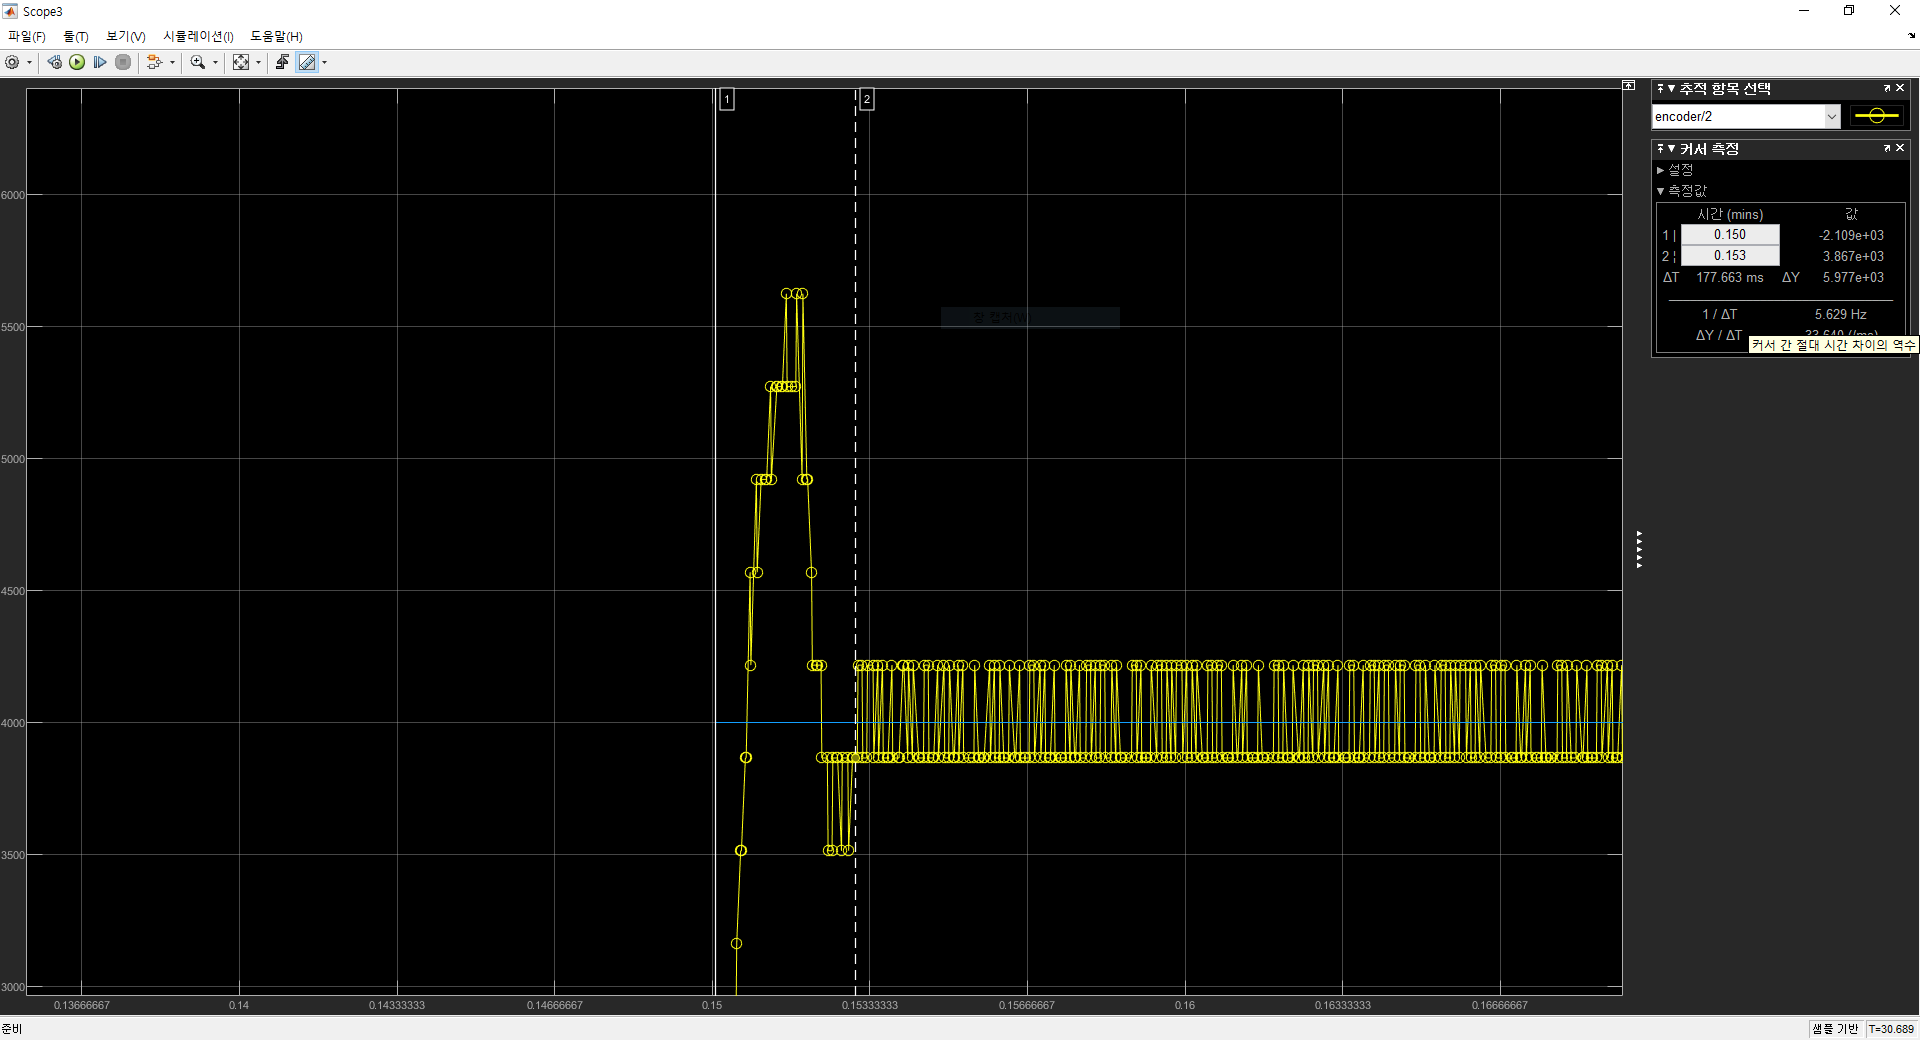 Scope3
파일(F) 툴(T) 보기(V) 시뮬레이션(I) 도움말(H)
1 2
6000
5500
5000
4500
4000
3500
3000
0.13666667 0.14 0.14333333 0.14666667 0.15 0.15333333 0.15666667 0.16 0.16333333 0.16666667
창 캡처(W)
추적 항목 선택
encoder/2
커서 측정
설정
측정값
시간 (mins) 값
1 | 0.150 -2.109e+03
2 ¦ 0.153 3.867e+03
ΔT 177.663 ms ΔY 5.977e+03
1 / ΔT 5.629 Hz
ΔY / ΔT
커서 간 절대 시간 차이의 역수
준비
샘플 기반 T=30.689